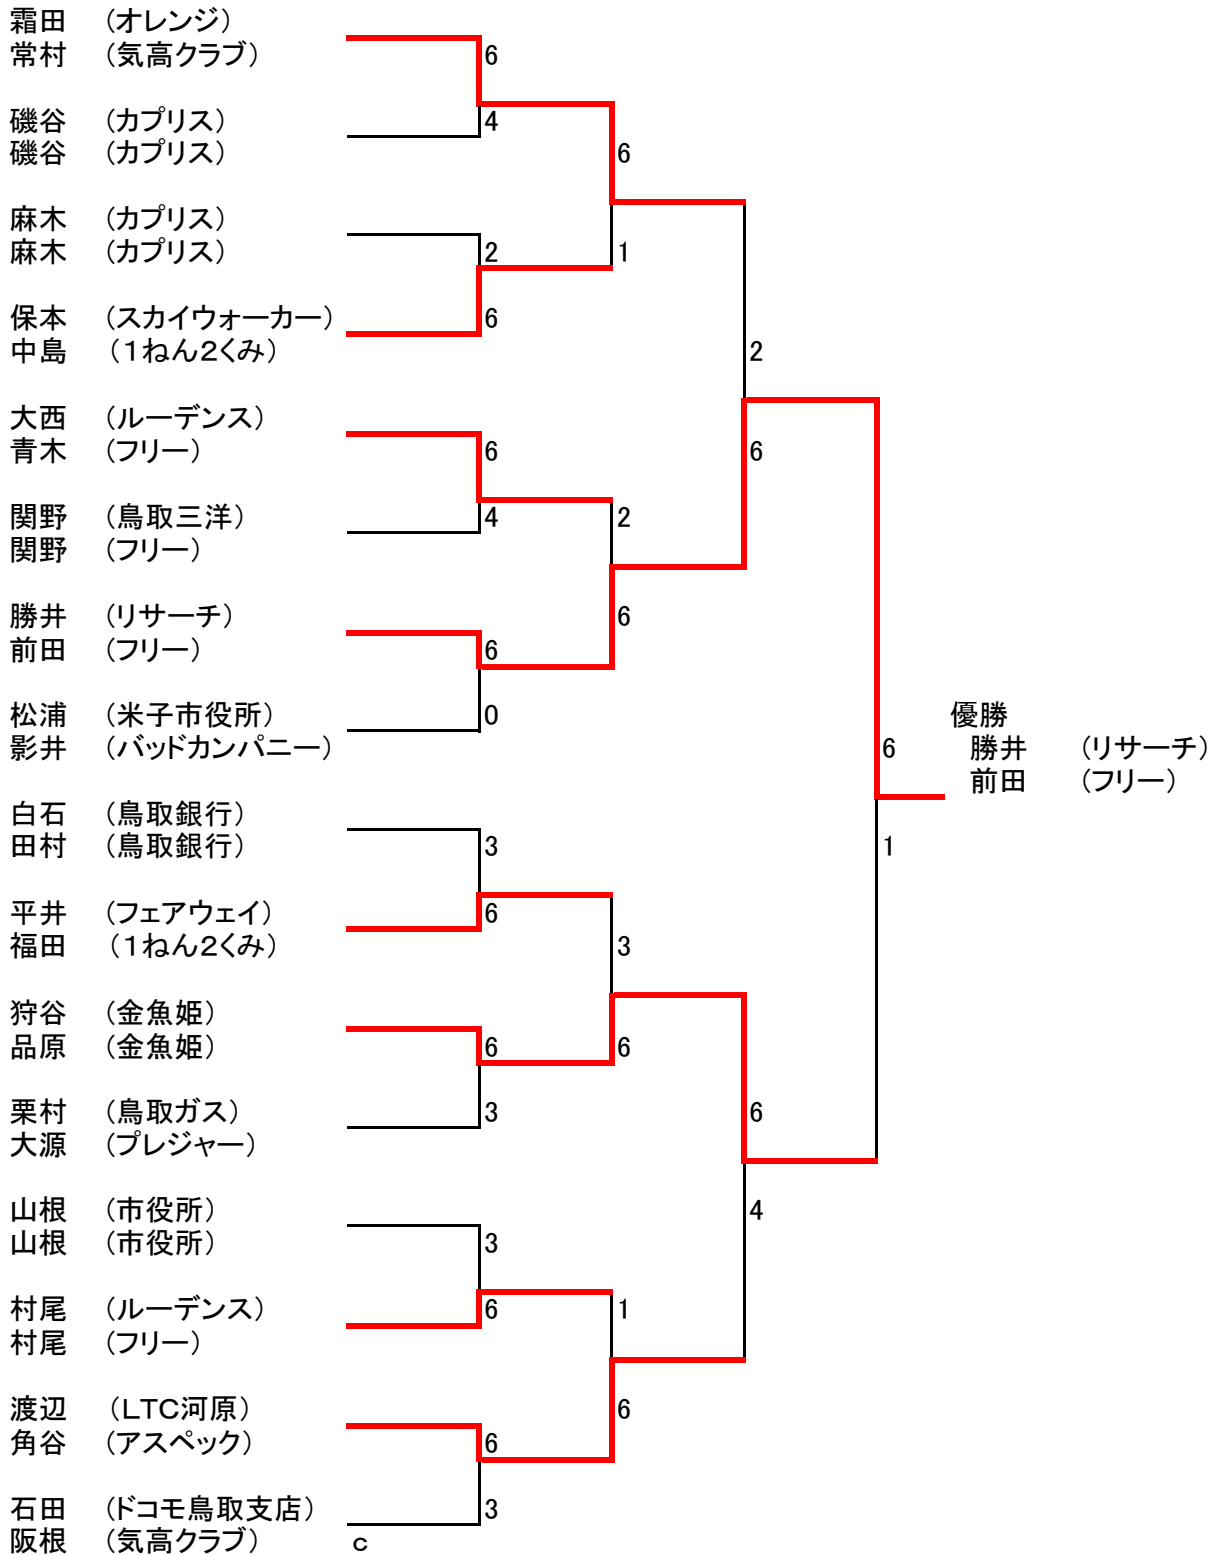 霜田 (オレンジ)
常村 (気高クラブ)
6
磯谷 (カプリス)
4
磯谷 (カプリス)
6
麻木 (カプリス)
麻木 (カプリス)
2
1
保本 (スカイウォーカー)
6
中島 (1ねん2くみ)
2
大西 (ルーデンス)
青木 (フリー)
6
6
関野 (鳥取三洋)
4
2
関野 (フリー)
勝井 (リサーチ)
6
前田 (フリー)
6
松浦 (米子市役所)
0
優勝
影井 (バッドカンパニー)
6
勝井 (リサーチ)
前田 (フリー)
白石 (鳥取銀行)
田村 (鳥取銀行)
3
1
平井 (フェアウェイ)
6
福田 (1ねん2くみ)
3
狩谷 (金魚姫)
品原 (金魚姫)
6
6
栗村 (鳥取ガス)
3
6
大源 (プレジャー)
山根 (市役所)
4
山根 (市役所)
3
村尾 (ルーデンス)
6
1
村尾 (フリー)
渡辺 (LTC河原)
6
角谷 (アスペック)
6
石田 (ドコモ鳥取支店)
3
阪根 (気高クラブ)
c